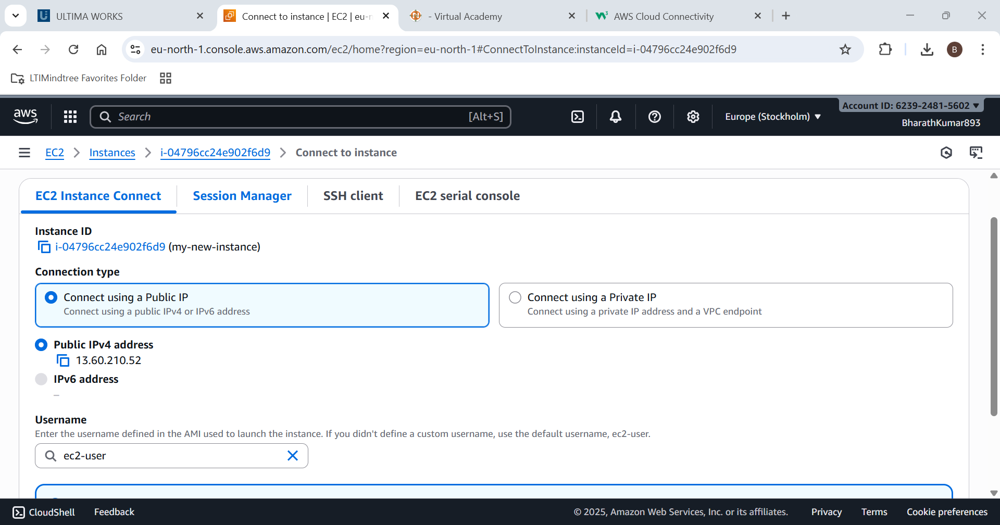 ULTIMA WORKS
Connect to instance | EC2 | eu-n
- Virtual Academy
AWS Cloud Connectivity
eu-north-1.console.aws.amazon.com/ec2/home?region=eu-north-1#ConnectToInstance:instanceId=i-04796cc24e902f6d9
B
LTIMindtree Favorites Folder
aws
Search
[Alt+S]
Europe (Stockholm)
Account ID: 6239-2481-5602
BharathKumar893
EC2
Instances
i-04796cc24e902f6d9
Connect to instance
EC2 Instance Connect
Session Manager
SSH client
EC2 serial console
Instance ID
i-04796cc24e902f6d9 (my-new-instance)
Connection type
Connect using a Public IP
Connect using a public IPv4 or IPv6 address
Connect using a Private IP
Connect using a private IP address and a VPC endpoint
Public IPv4 address
13.60.210.52
IPv6 address
–
Username
Enter the username defined in the AMI used to launch the instance. If you didn't define a custom username, use the default username, ec2-user.
ec2-user
CloudShell
Feedback
© 2025, Amazon Web Services, Inc. or its affiliates.
Privacy
Terms
Cookie preferences